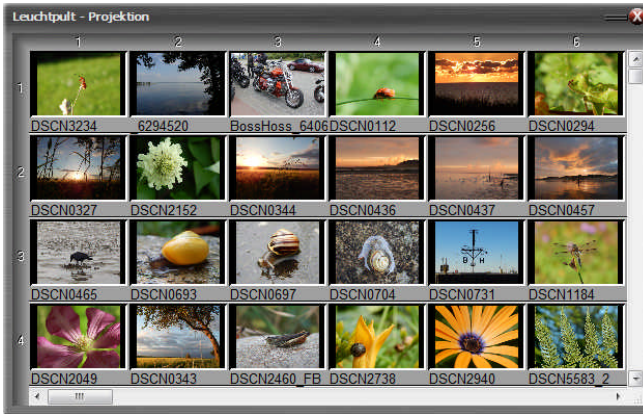 Leuchtpult - Projektion
1 2 3 4 5 6
1
DSCN3234 _6294520 BossHoss_6406 DSCN0112 DSCN0256 DSCN0294
2
DSCN0327 DSCN2152 DSCN0344 DSCN0436 DSCN0437 DSCN0457
3
B H
DSCN0465 DSCN0693 DSCN0697 DSCN0704 DSCN0731 DSCN1184
4
DSCN2049 DSCN0343 DSCN2460_FB DSCN2738 DSCN2940 DSCN5583_2